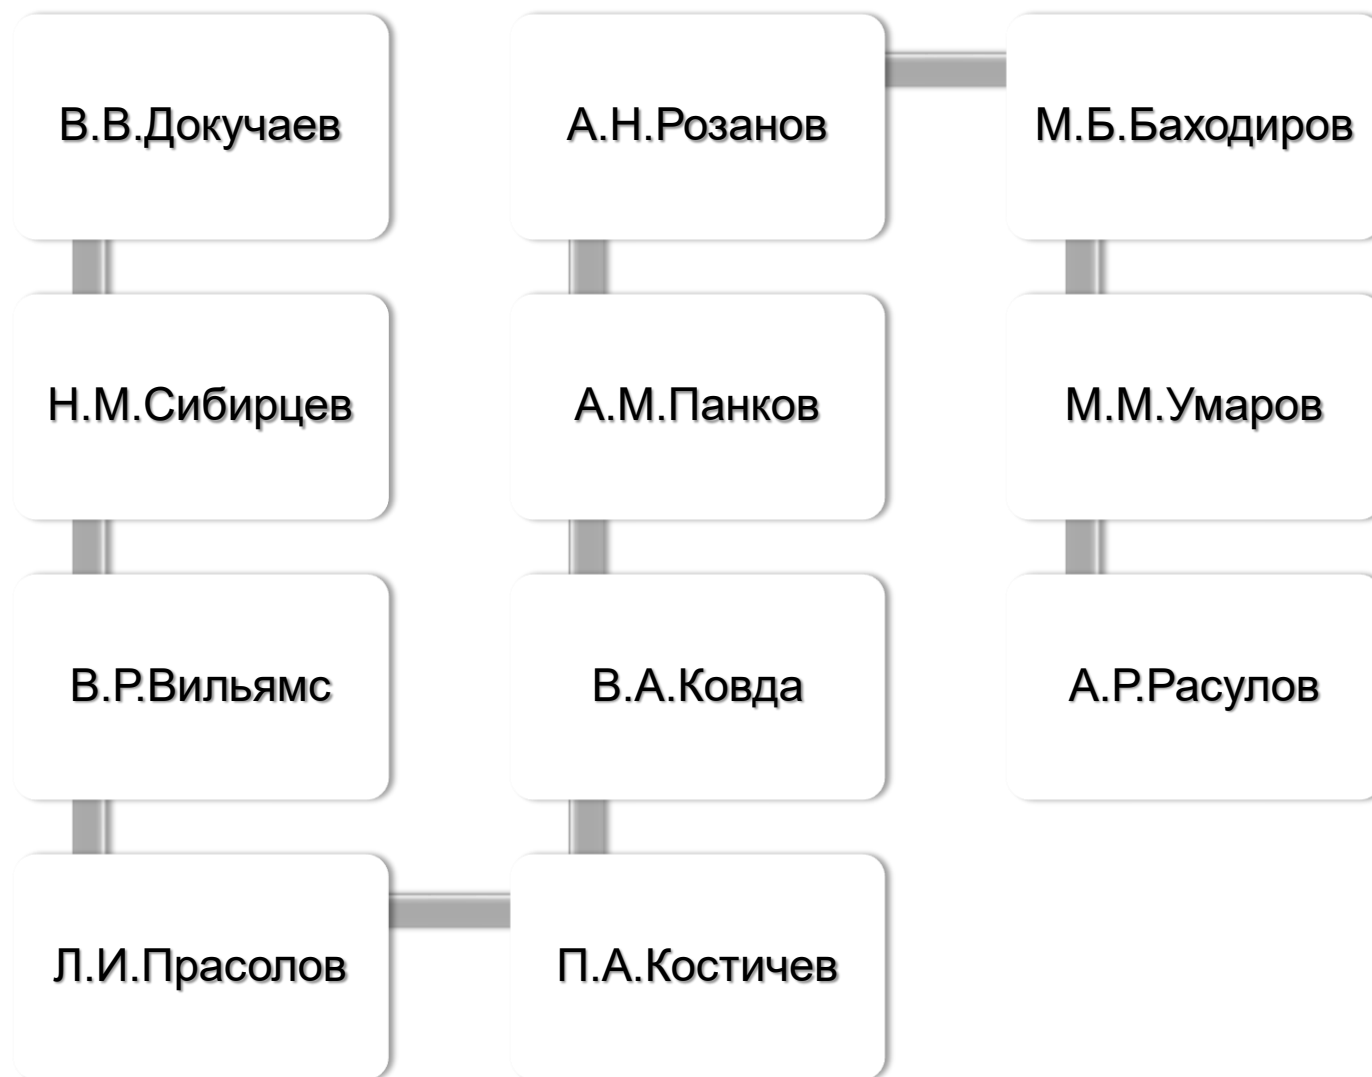 В.В.Докучаев
Н.М.Сибирцев
В.Р.Вильямс
Л.И.Прасолов
П.А.Костичев
В.А.Ковда
А.М.Панков
А.Н.Розанов
М.Б.Баходиров
М.М.Умаров
А.Р.Расулов